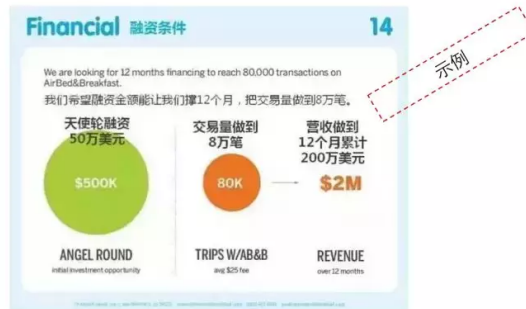 Financial 融资条件 14
示例
We are looking for 12 months financing to reach 80,000 transactions on
AirBed&Breakfast.
我们希望融资金额能让我们撑12个月，把交易量做到8万笔。
天使轮融资
50万美元
$500K
ANGEL ROUND
initial investment opportunity
交易量做到
8万笔
80K
TRIPS W/AB&B
avg $25 fee
营收做到
12个月累计
200万美元
$2M
REVENUE
over 12 months